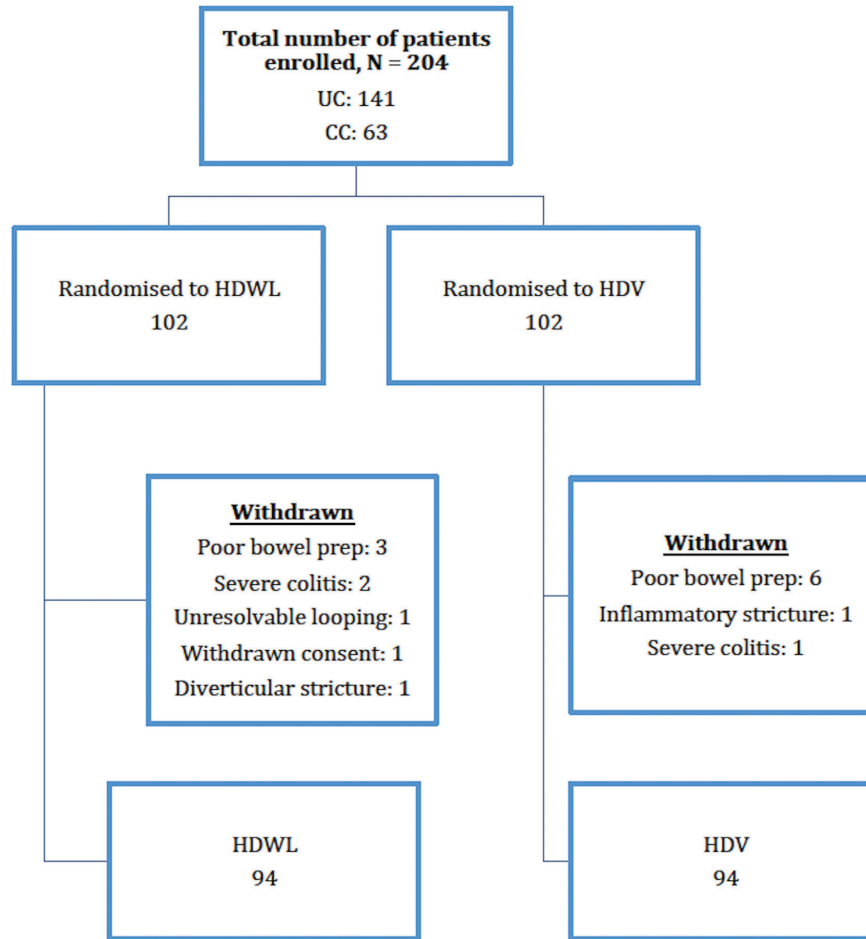 Total number of patients
enrolled, N = 204
UC: 141
CC: 63
Randomised to HDWL
102
Randomised to HDV
102
Withdrawn
Poor bowel prep: 3
Severe colitis: 2
Unresolvable looping: 1
Withdrawn consent: 1
Diverticular stricture: 1
Withdrawn
Poor bowel prep: 6
Inflammatory stricture: 1
Severe colitis: 1
HDWL
94
HDV
94